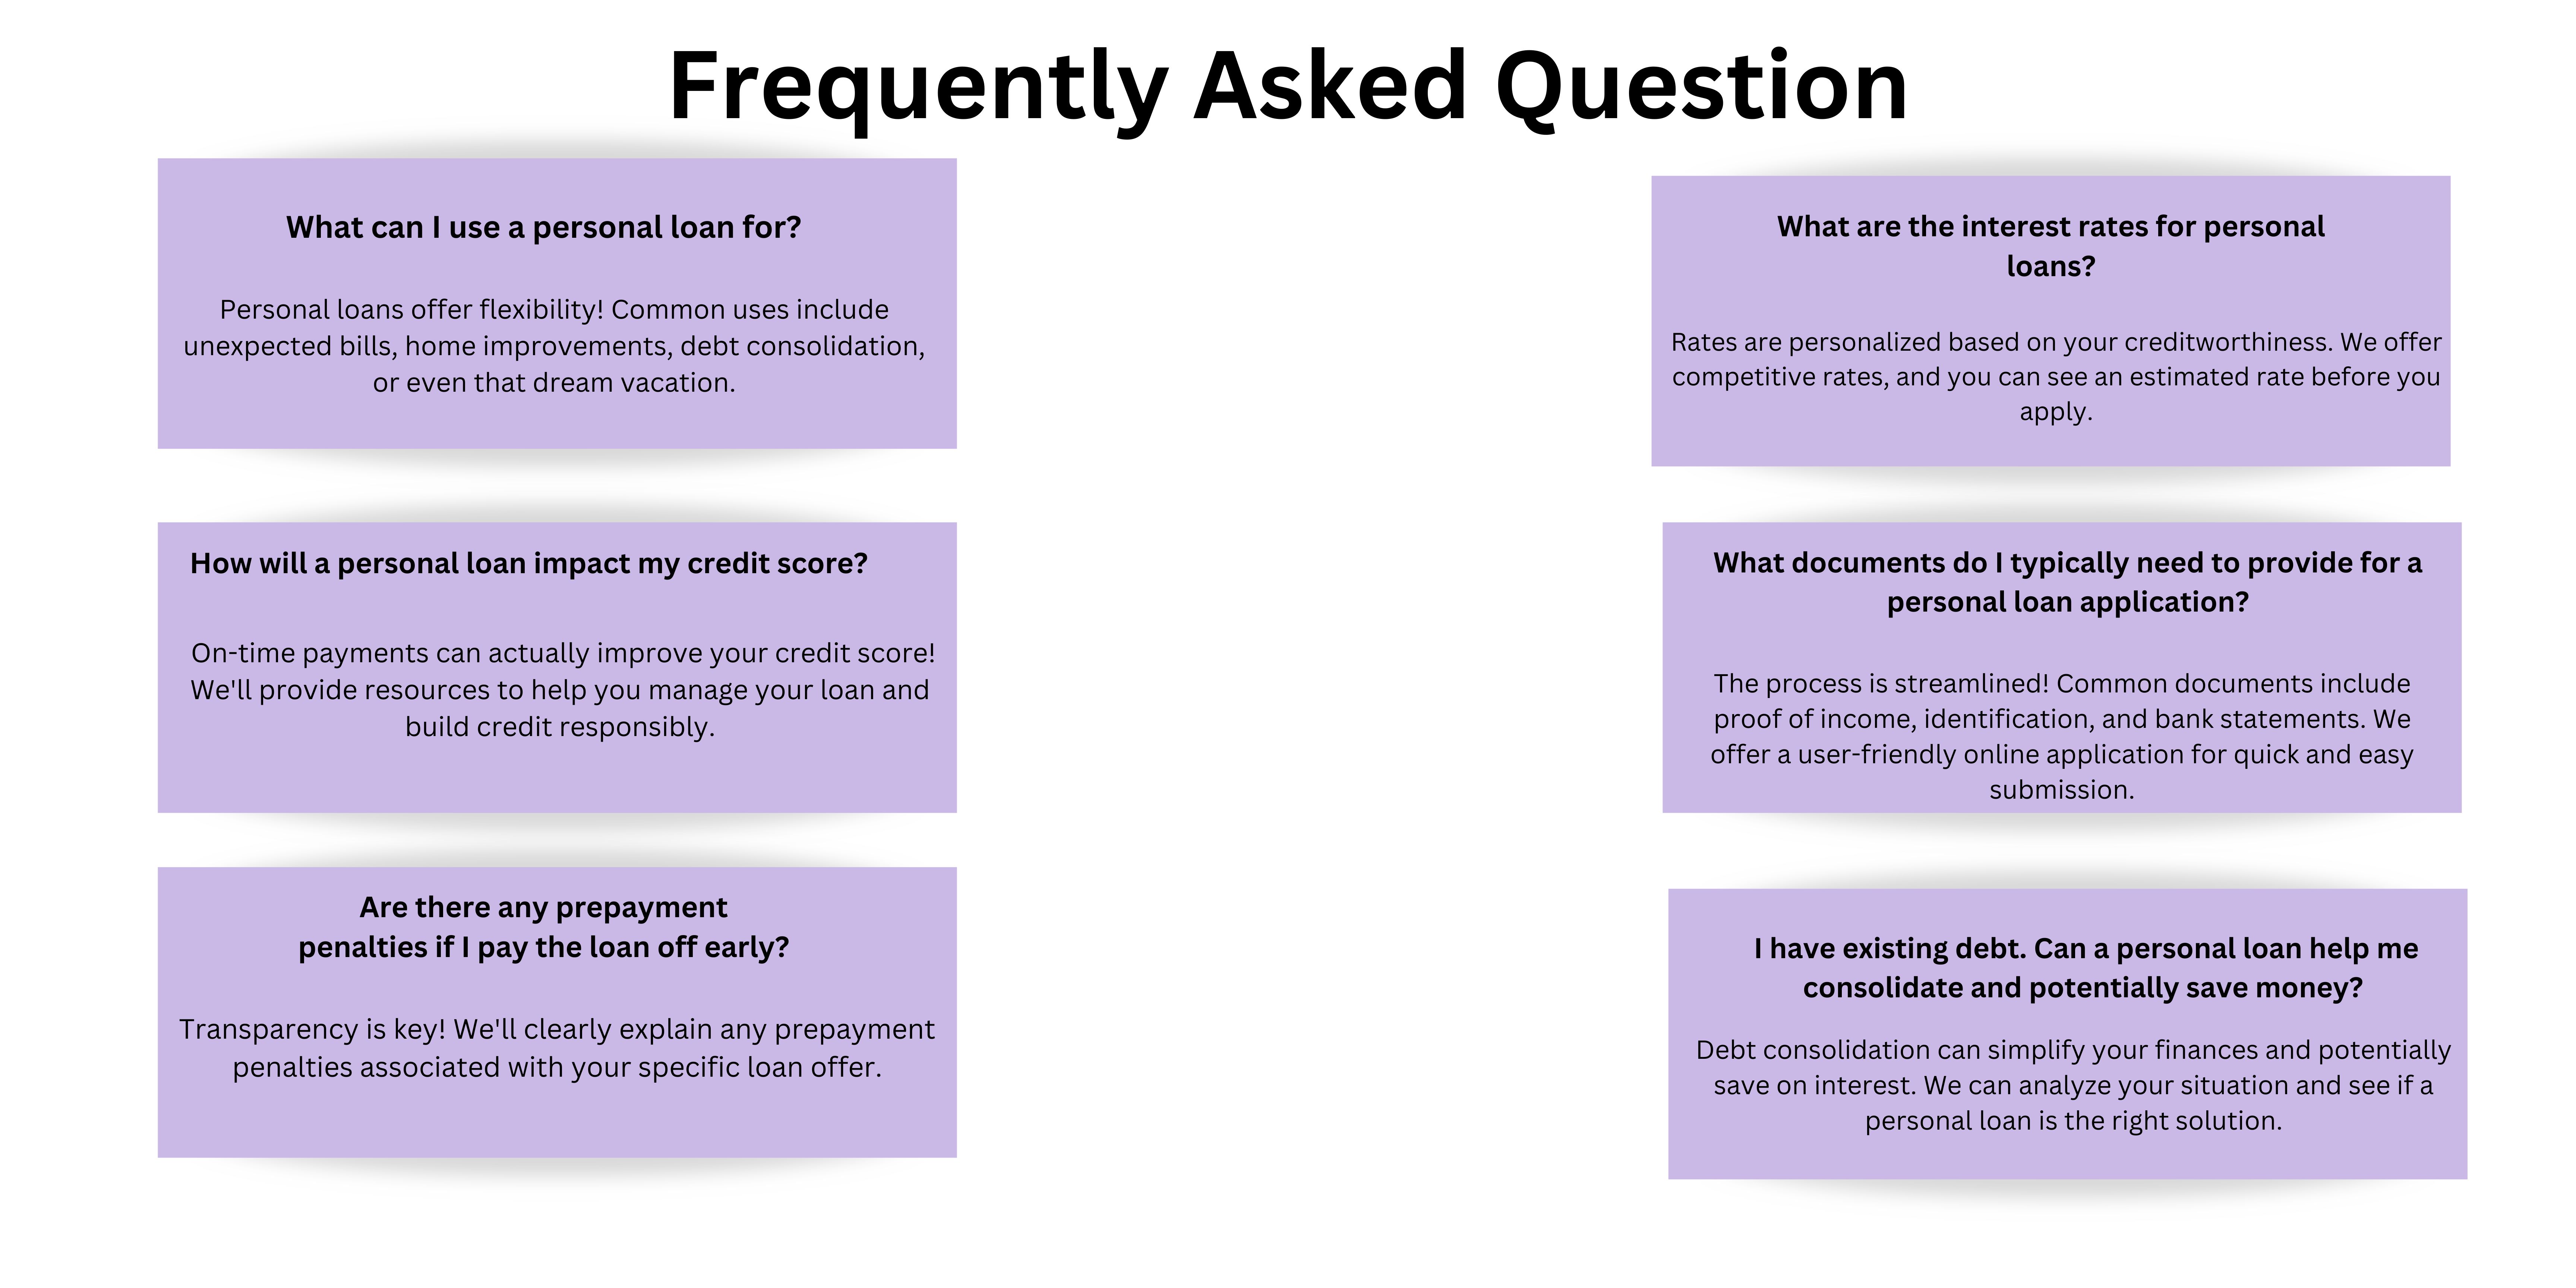 Frequently Asked Question
What can I use a personal loan for?
Personal loans offer flexibility! Common uses include
unexpected bills, home improvements, debt consolidation,
or even that dream vacation.
What are the interest rates for personal
loans?
Rates are personalized based on your creditworthiness. We offer
competitive rates, and you can see an estimated rate before you
apply.
How will a personal loan impact my credit score?
On-time payments can actually improve your credit score!
We'll provide resources to help you manage your loan and
build credit responsibly.
What documents do I typically need to provide for a
personal loan application?
The process is streamlined! Common documents include
proof of income, identification, and bank statements. We
offer a user-friendly online application for quick and easy
submission.
Are there any prepayment
penalties if I pay the loan off early?
Transparency is key! We'll clearly explain any prepayment
penalties associated with your specific loan offer.
I have existing debt. Can a personal loan help me
consolidate and potentially save money?
Debt consolidation can simplify your finances and potentially
save on interest. We can analyze your situation and see if a
personal loan is the right solution.